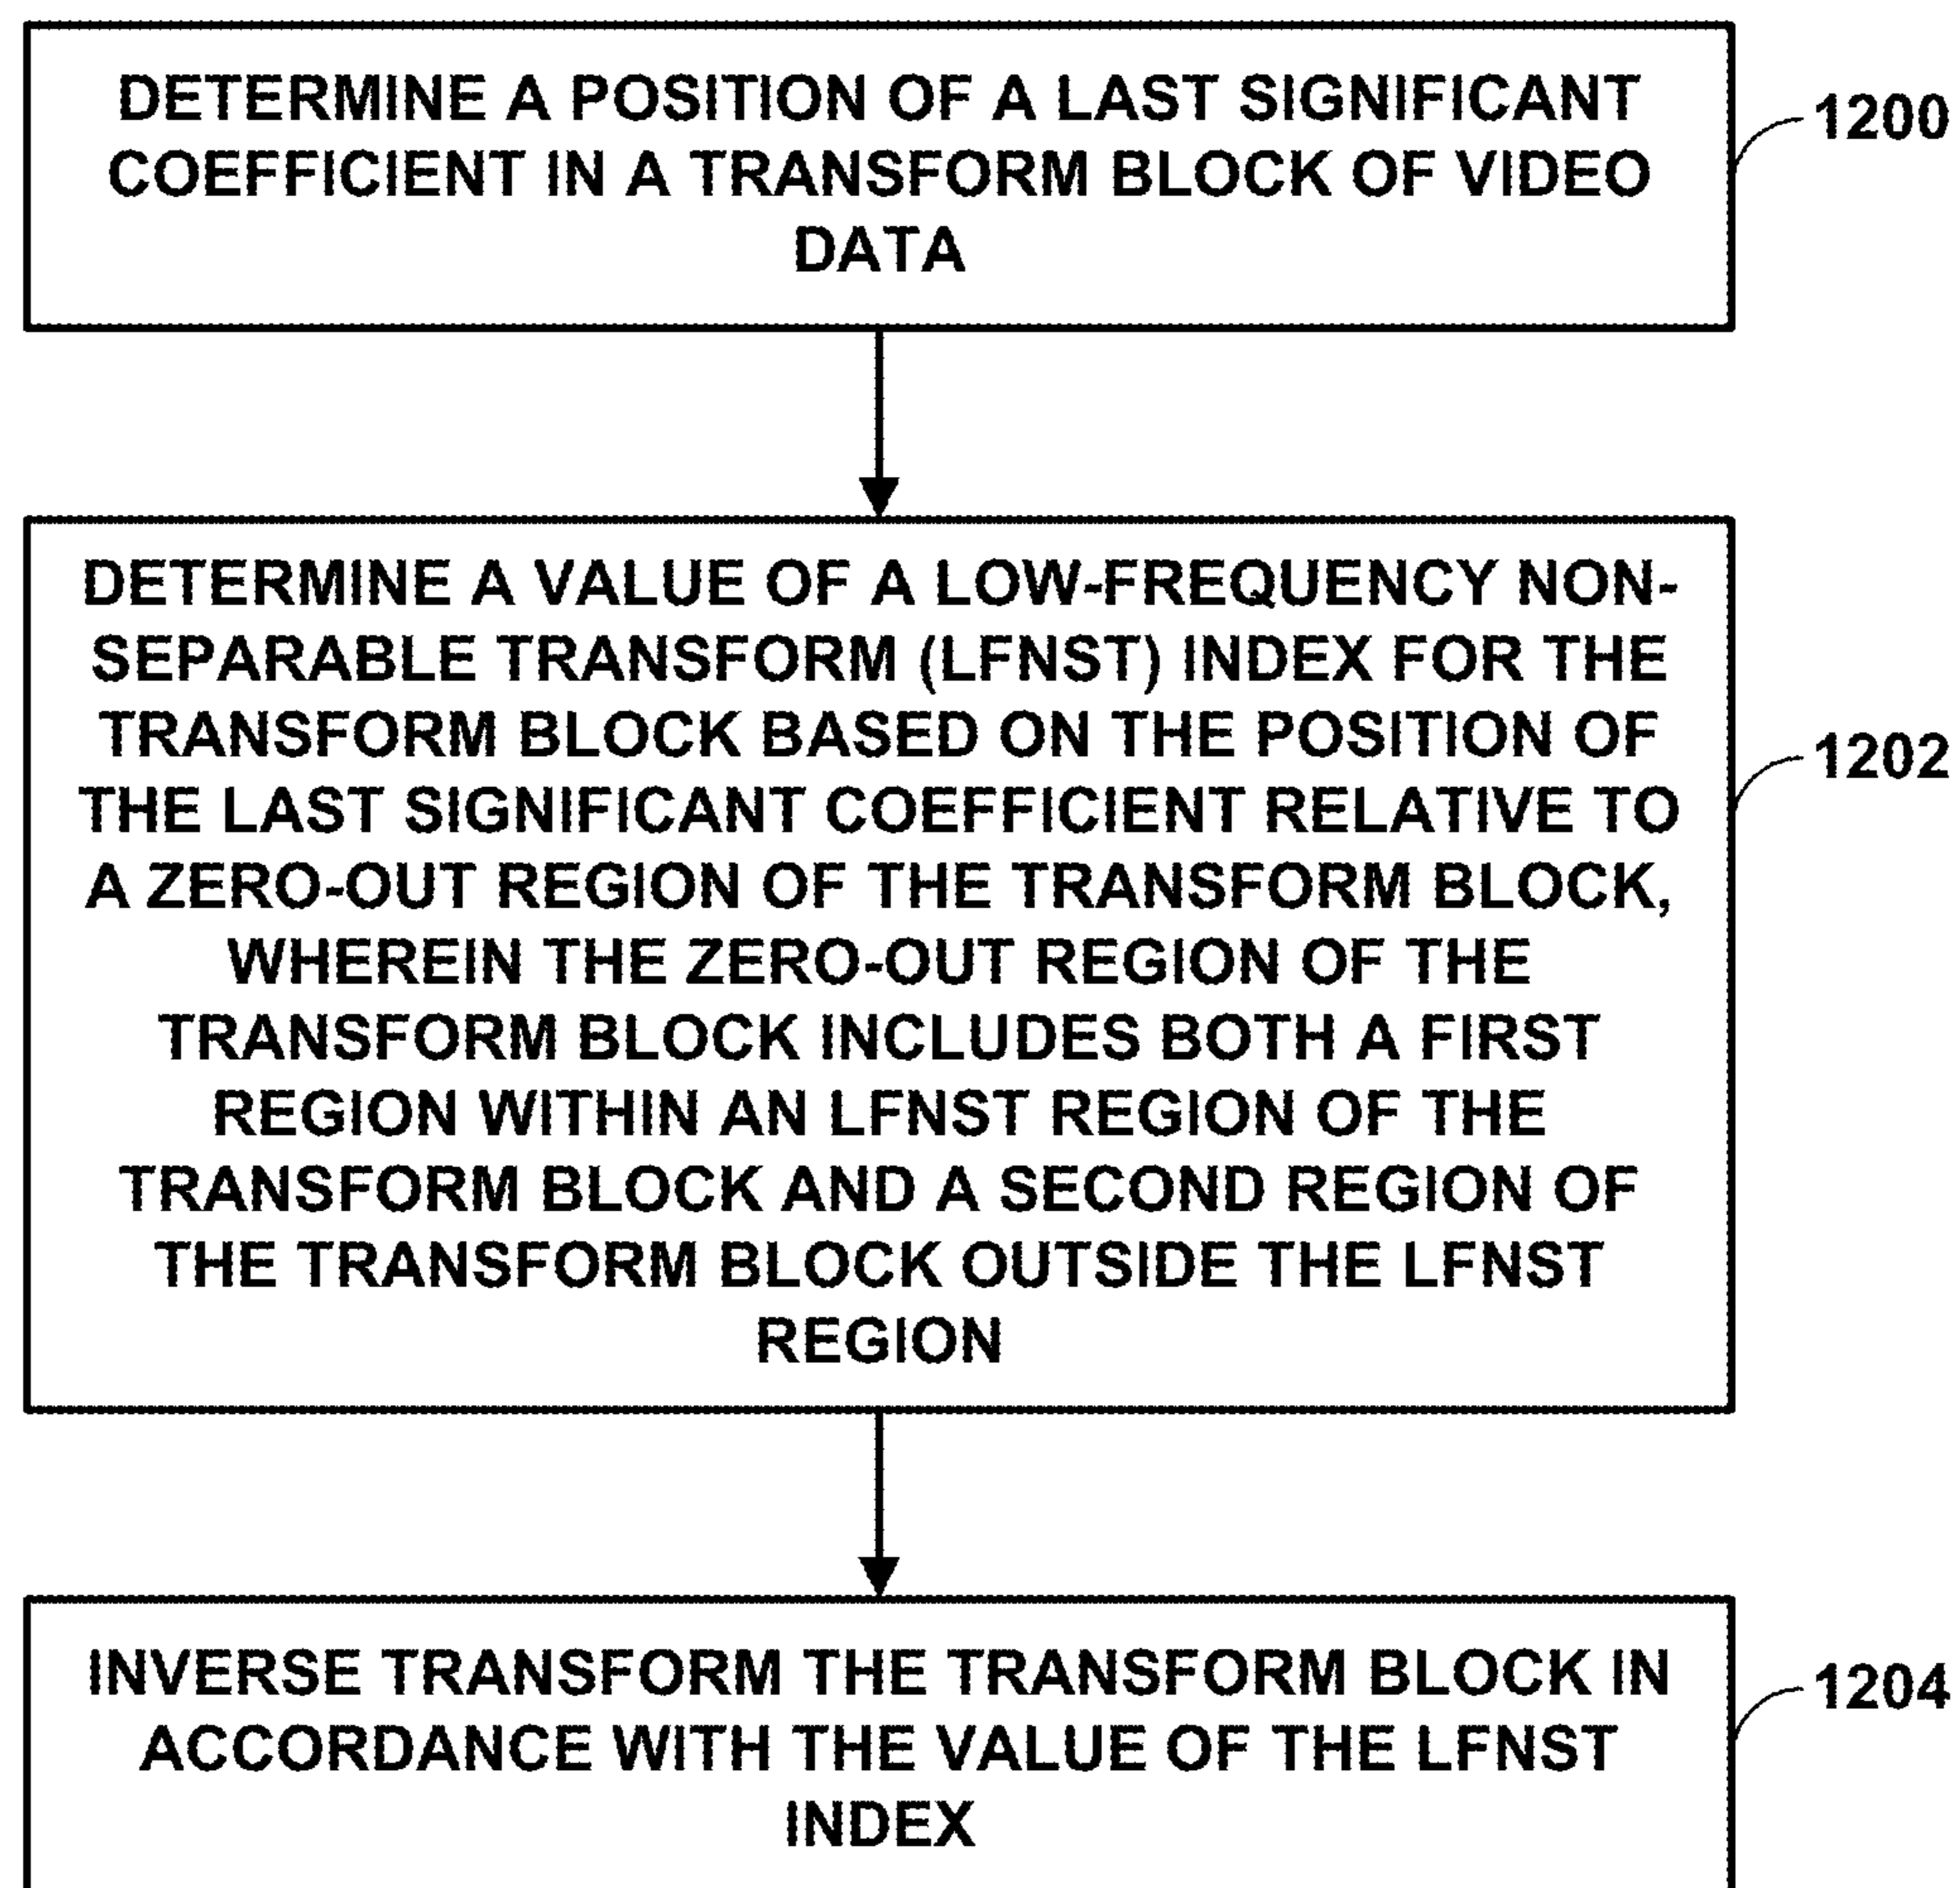 DETERMINE A POSITION OF A LAST SIGNIFICANT
COEFFICIENT IN A TRANSFORM BLOCK OF VIDEO
DATA
1200
DETERMINE A VALUE OF A LOW-FREQUENCY NON-
SEPARABLE TRANSFORM (LFNST) INDEX FOR THE
TRANSFORM BLOCK BASED ON THE POSITION OF
THE LAST SIGNIFICANT COEFFICIENT RELATIVE TO
A ZERO-OUT REGION OF THE TRANSFORM BLOCK,
WHEREIN THE ZERO-OUT REGION OF THE
TRANSFORM BLOCK INCLUDES BOTH A FIRST
REGION WITHIN AN LFNST REGION OF THE
TRANSFORM BLOCK AND A SECOND REGION OF
THE TRANSFORM BLOCK OUTSIDE THE LFNST
REGION
1202
INVERSE TRANSFORM THE TRANSFORM BLOCK IN
ACCORDANCE WITH THE VALUE OF THE LFNST
INDEX
1204